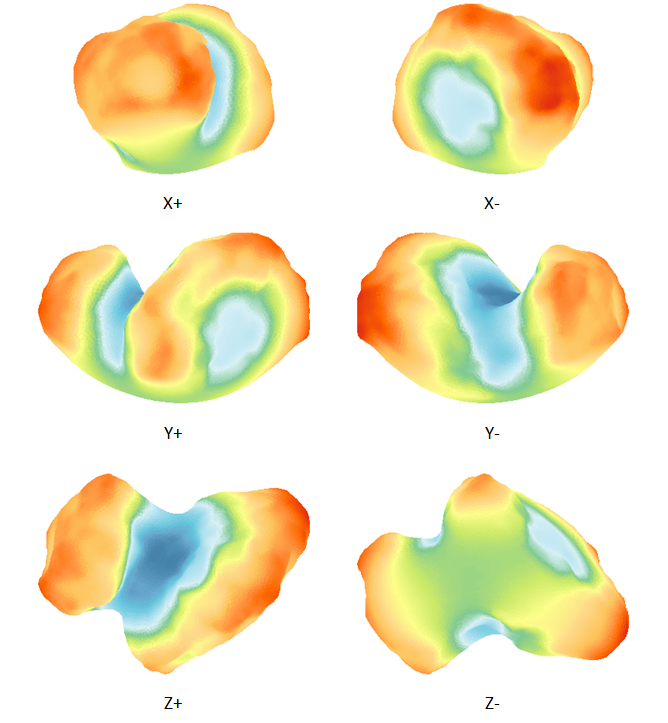 X+ X-
Y+ Y-
Z+ Z-